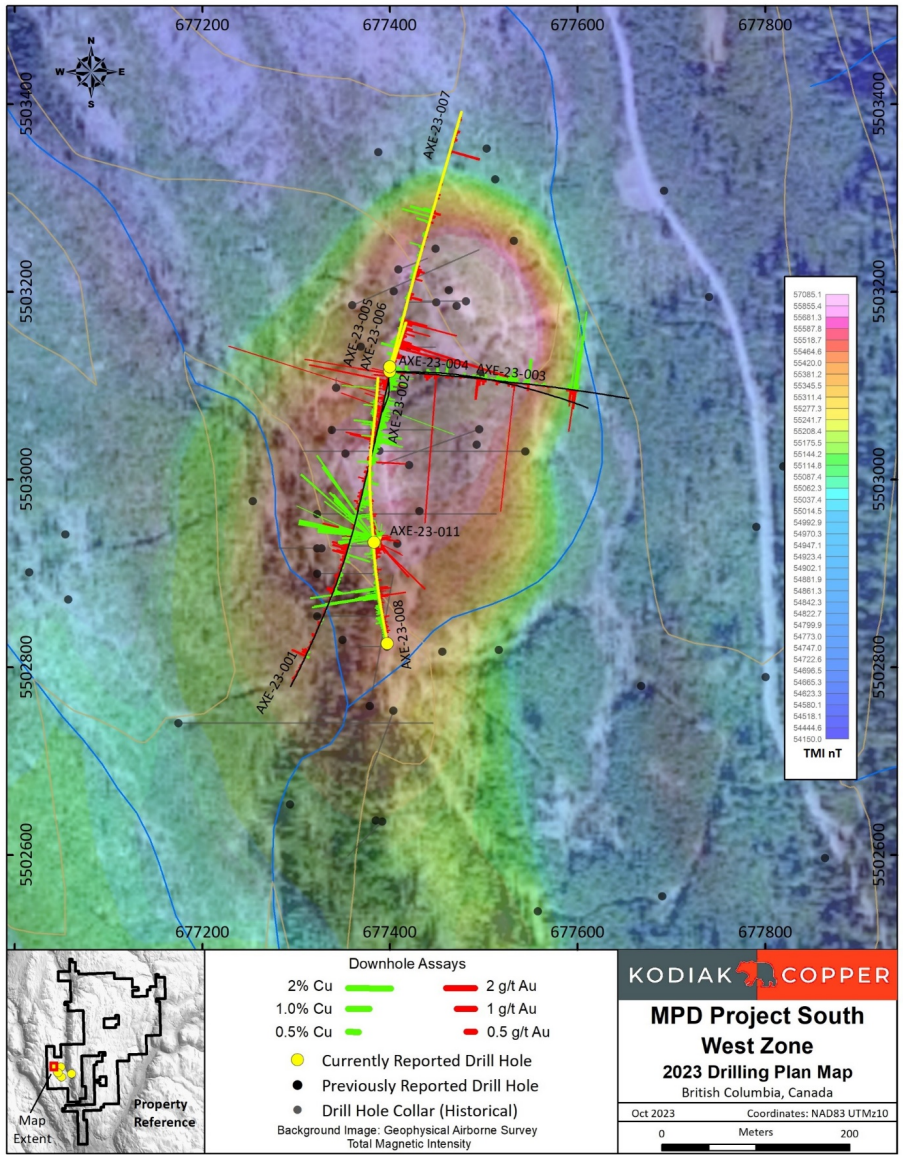 677200
677400
677600
677800
N
W
E
S
5503400
5503400
AXE-23-007
5503200
5503200
57085.1
55855.4
55681.3
55587.8
55518.7
55464.6
55420.0
55381.2
55345.5
55311.4
55277.3
55241.7
55208.4
55175.5
55144.2
55114.8
55087.4
55062.3
55037.4
55014.5
54992.9
54970.3
54947.1
54923.4
54902.1
54881.9
54861.3
54842.3
54822.7
54799.9
54773.0
54747.0
54722.6
54696.5
54665.3
54623.3
54580.1
54518.1
54444.6
54150.0
TMI nT
AXE-23-005
AXE-23-006
AXE-23-004
AXE-23-003
AXE-23-002
5503000
5503000
AXE-23-011
AXE-23-008
AXE-23-001
5502800
5502800
5502600
5502600
677200
677400
677600
677800
Map
Extent
Property
Reference
Downhole Assays
2% Cu
2 g/t Au
1.0% Cu
1 g/t Au
0.5% Cu
0.5 g/t Au
Currently Reported Drill Hole
Previously Reported Drill Hole
Drill Hole Collar (Historical)
Background Image: Geophysical Airborne Survey
Total Magnetic Intensity
KODIAK COPPER
MPD Project South
West Zone
2023 Drilling Plan Map
British Columbia, Canada
Oct 2023
Coordinates: NAD83 UTMz10
0 Meters 200